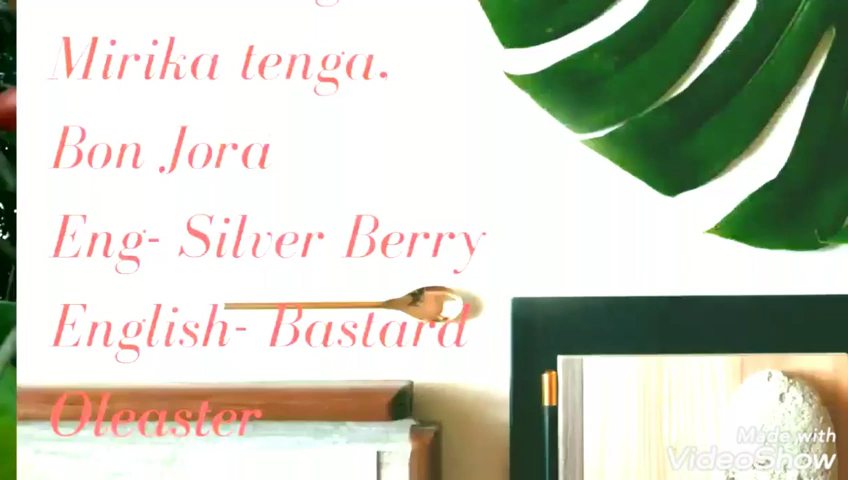 Mirika tenga.
Bon Jora
Eng- Silver Berry
English- Bastard
Oleaster
Made with
VideoShow